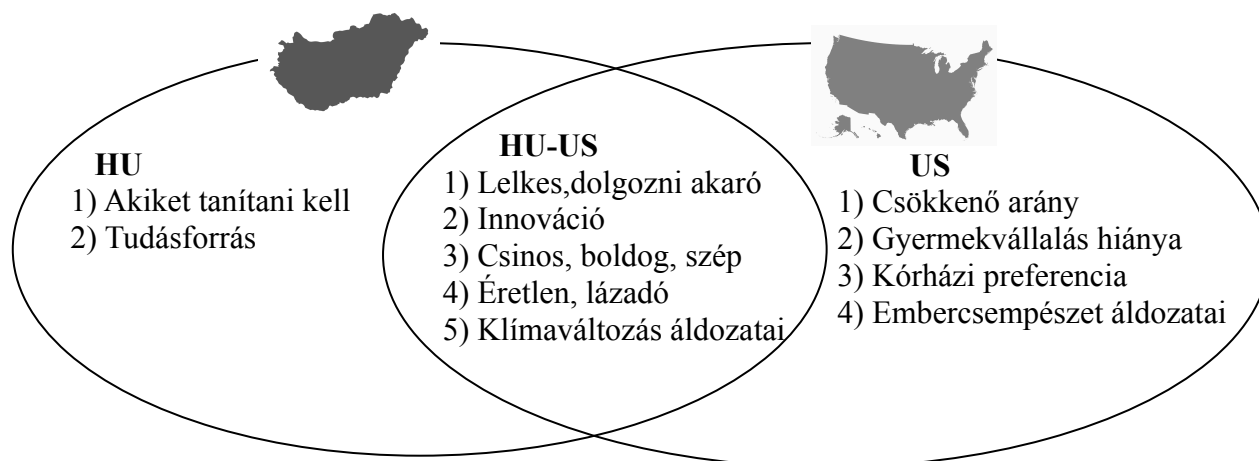 HU
1) Akiket tanítani kell
2) Tudásforrás
HU-US
1) Lelkes,dolgozni akaró
2) Innováció
3) Csinos, boldog, szép
4) Éretlen, lázadó
5) Klímaváltozás áldozatai
US
1) Csökkenő arány
2) Gyermekvállalás hiánya
3) Kórházi preferencia
4) Embercsempészet áldozatai